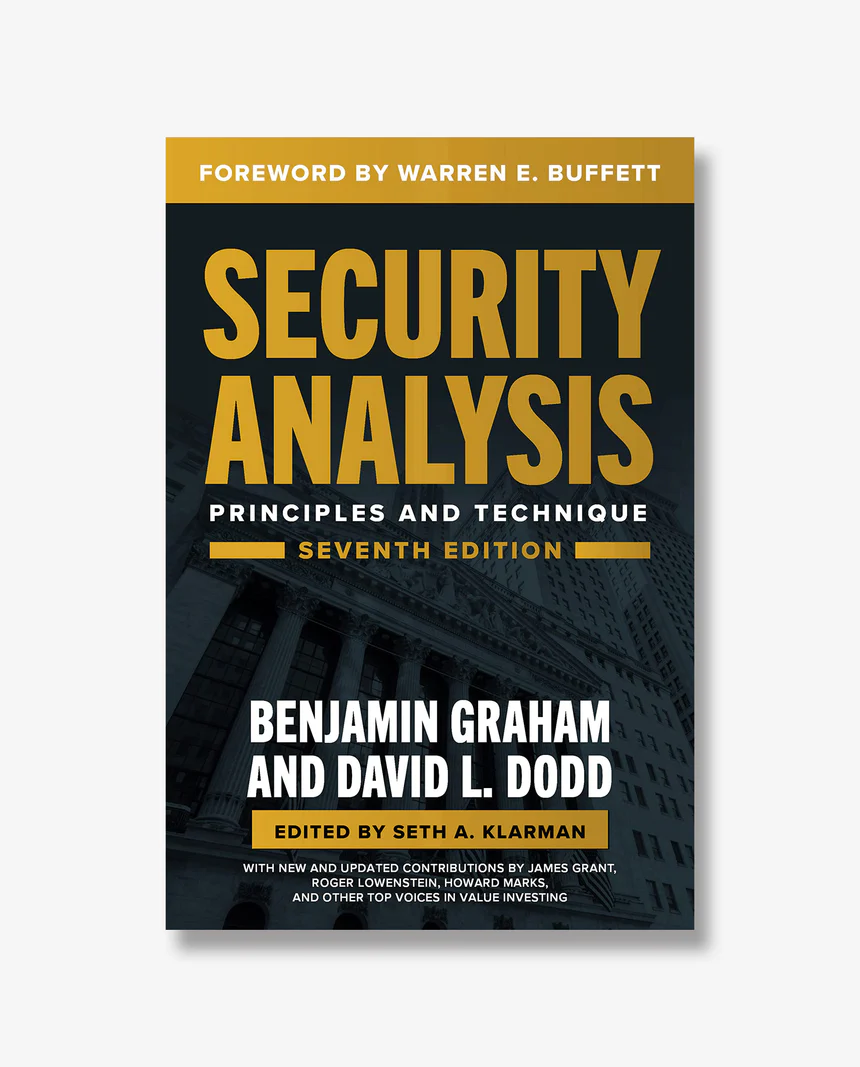 FOREWORD BY WARREN E. BUFFETT
SECURITY
ANALYSIS
PRINCIPLES AND TECHNIQUE
SEVENTH EDITION
BENJAMIN GRAHAM
AND DAVID L. DODD
EDITED BY SETH A. KLARMAN
WITH NEW AND UPDATED CONTRIBUTIONS BY JAMES GRANT,
ROGER LOWENSTEIN, HOWARD MARKS,
AND OTHER TOP VOICES IN VALUE INVESTING